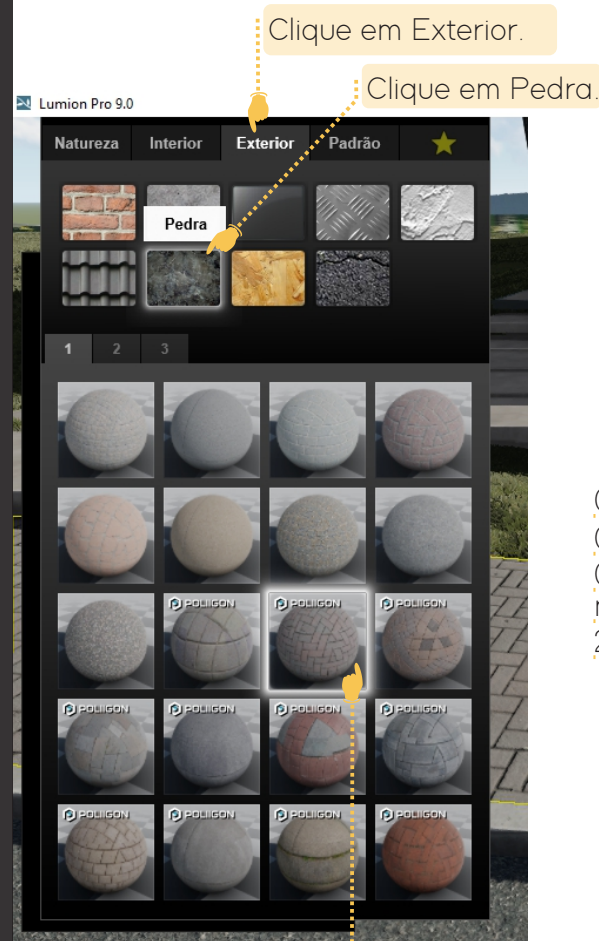 Clique em Exterior.
Clique em Pedra.
Lumion Pro 9.0
Natureza Interior Exterior Padrão
Pedra
1 2 3
POLIIGON POLIIGON POLIIGON
POLIIGON POLIIGON POLIIGON POLIIGON
POLIIGON POLIIGON POLIIGON POLIIGON